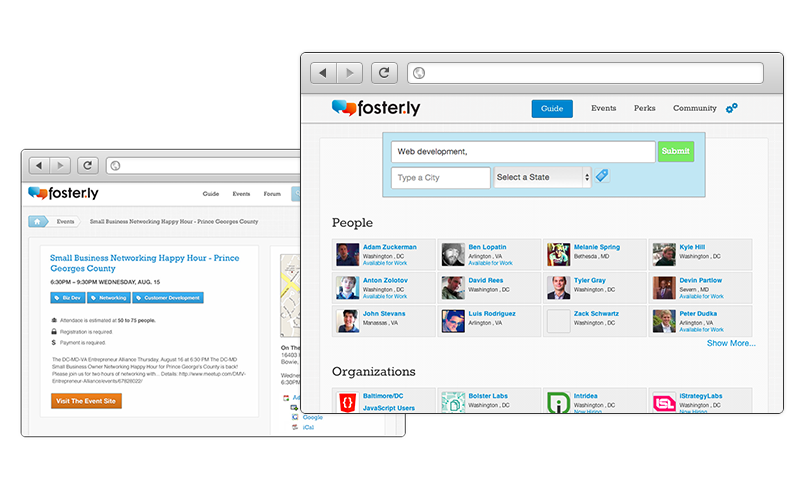 foster.ly
Guide
Events
Perks
Community
Web development,
Submit
Type a City
Select a State
People
Adam Zuckerman
Washington, DC
Available for Work
Ben Lopatin
Arlington , VA
Available for Work
Melanie Spring
Bethesda , MD
Kyle Hill
Washington , DC
Anton Zolotov
Washington, DC
Available for Work
David Rees
Washington, DC
Tyler Gray
Washington, DC
Devin Partlow
Severn , MD
Available for Work
John Stevans
Manassas , VA
Luis Rodriguez
Arlington , VA
Zack Schwartz
Washington , DC
Peter Dudka
Arlington , VA
Available for Work
Show More...
Organizations
Baltimore/DC
JavaScript Users
Bolster Labs
Washington , DC
Intridea
Washington , DC
Now Hiring
iStrategyLabs
Washington , DC
Now Hiring
foster.ly
Guide
Events
Forum
Events
Small Business Networking Happy Hour - Prince Georges County
Small Business Networking Happy Hour - Prince
Georges County
6:30PM – 9:30PM WEDNESDAY, AUG. 15
Biz Dev
Networking
Customer Development
Attendace is estimated at 50 to 75 people.
Registration is required.
$ Payment is required.
The DC-MD-VA Entrepreneur Alliance Thursday, August 16 at 6:30 PM The DC-MD
Small Business Owner Networking Happy Hour for Prince George's County is back!
Please join us for two hours of networking with... Details: http://www.meetup.com/DMV-
Entrepreneur-Alliance/events/67828022/
Visit The Event Site
On The
16403
Bowie,
Wedne
6:30PM
Ad
Google
iCal